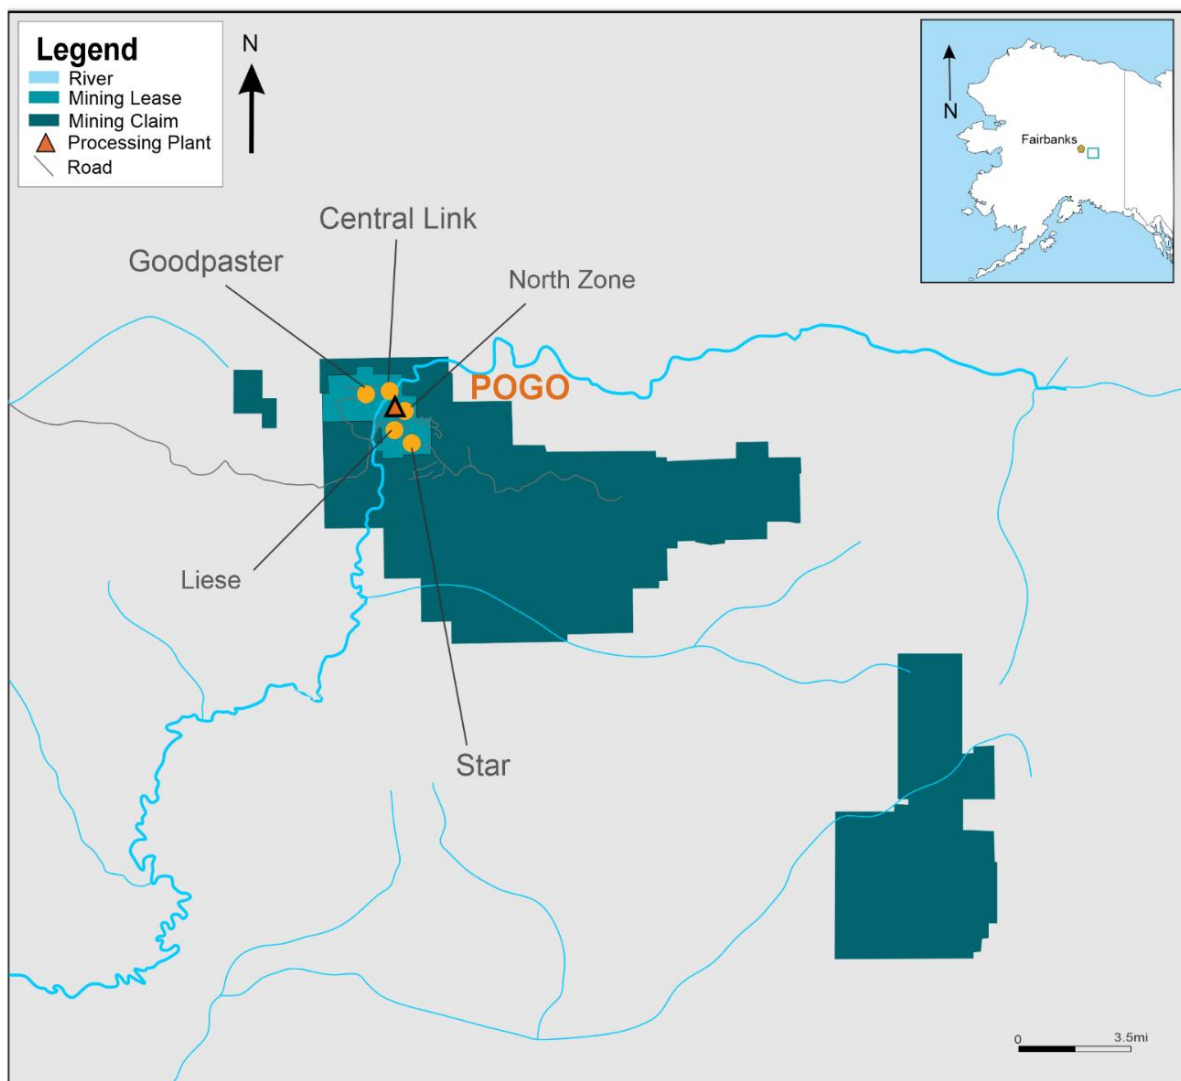 Legend
River
Mining Lease
Mining Claim
Processing Plant
Road
N
N
Fairbanks
Central Link
Goodpaster
North Zone
POGO
Liese
Star
0 3.5mi